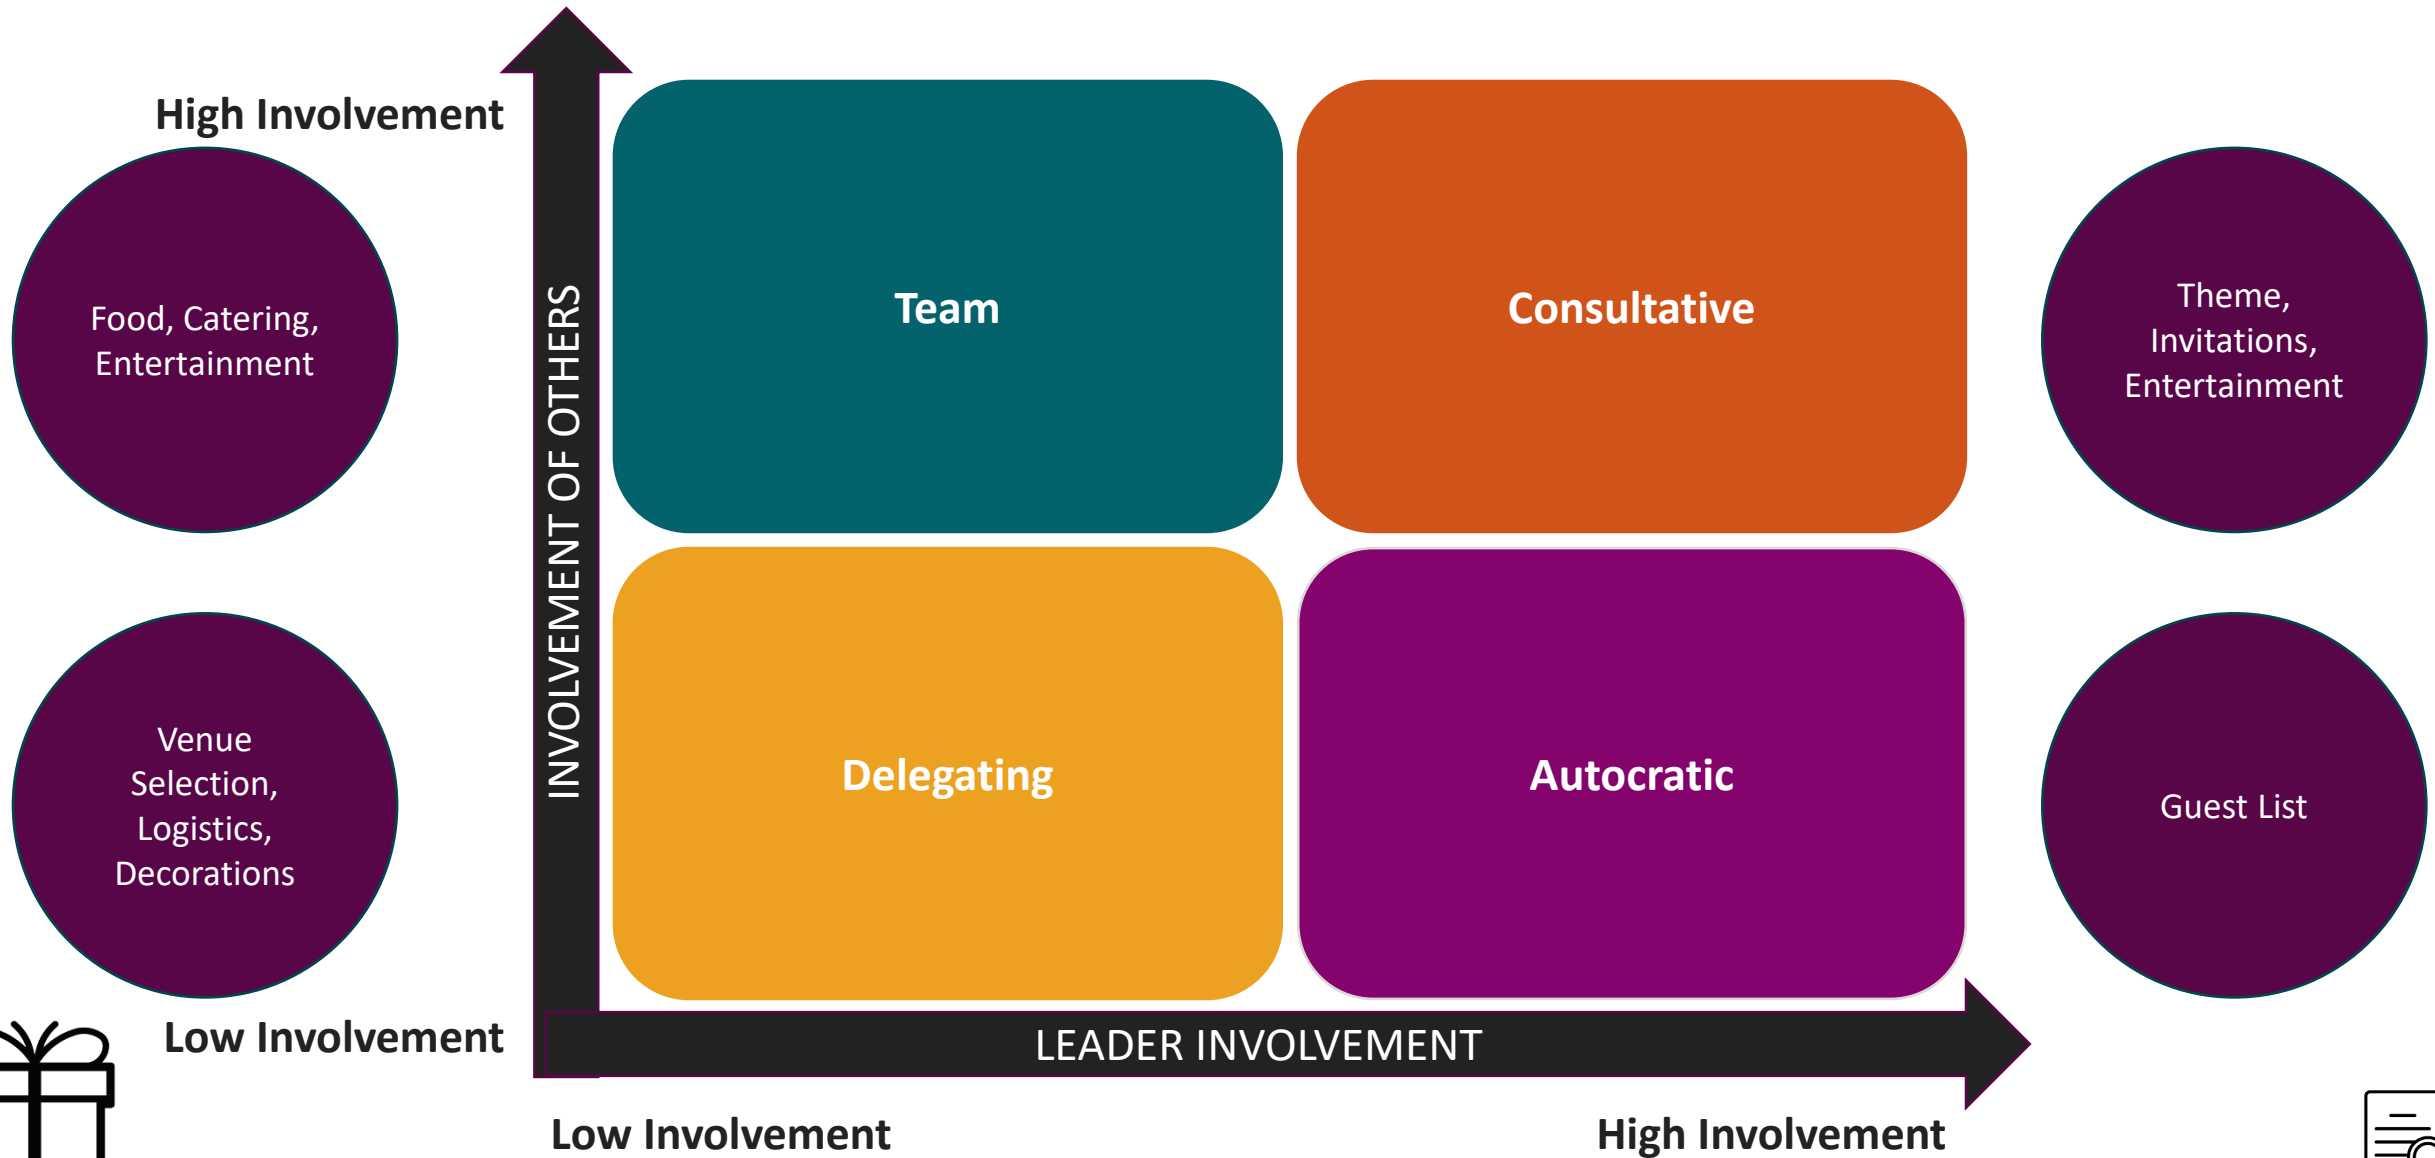 High Involvement
Food, Catering,
Entertainment
Venue
Selection,
Logistics,
Decorations
Low Involvement
INVOLVEMENT OF OTHERS
Team
Consultative
Delegating
Autocratic
LEADER INVOLVEMENT
Low Involvement
High Involvement
Theme,
Invitations,
Entertainment
Guest List